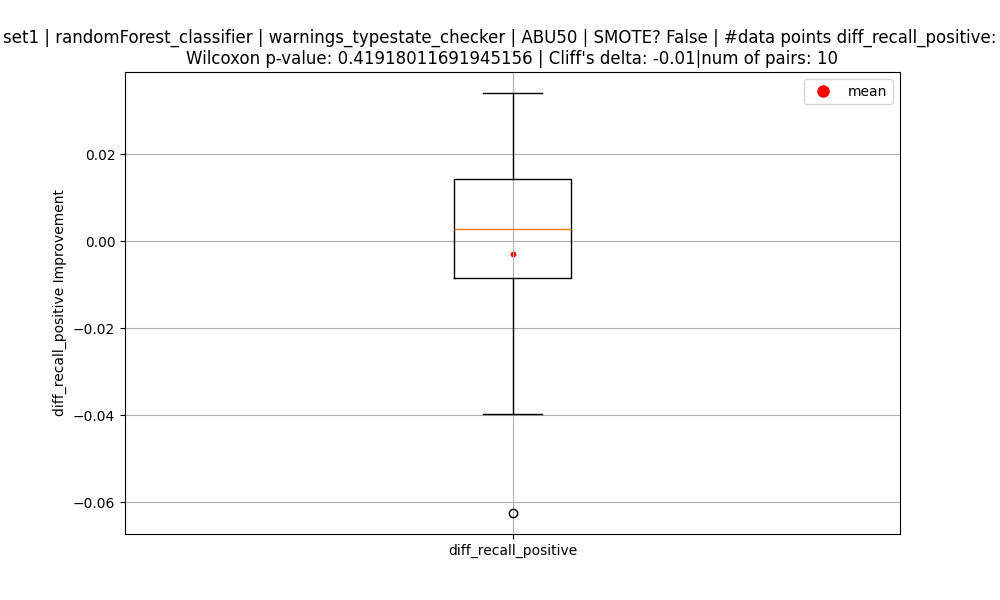 set1 | randomForest_classifier | warnings_typestate_checker | ABU50 | SMOTE? False | #data points diff_recall_positive:
Wilcoxon p-value: 0.41918011691945156 | Cliff's delta: -0.01|num of pairs: 10
mean
0.02
0.00
−0.02
−0.04
−0.06
diff_recall_positive Improvement
diff_recall_positive